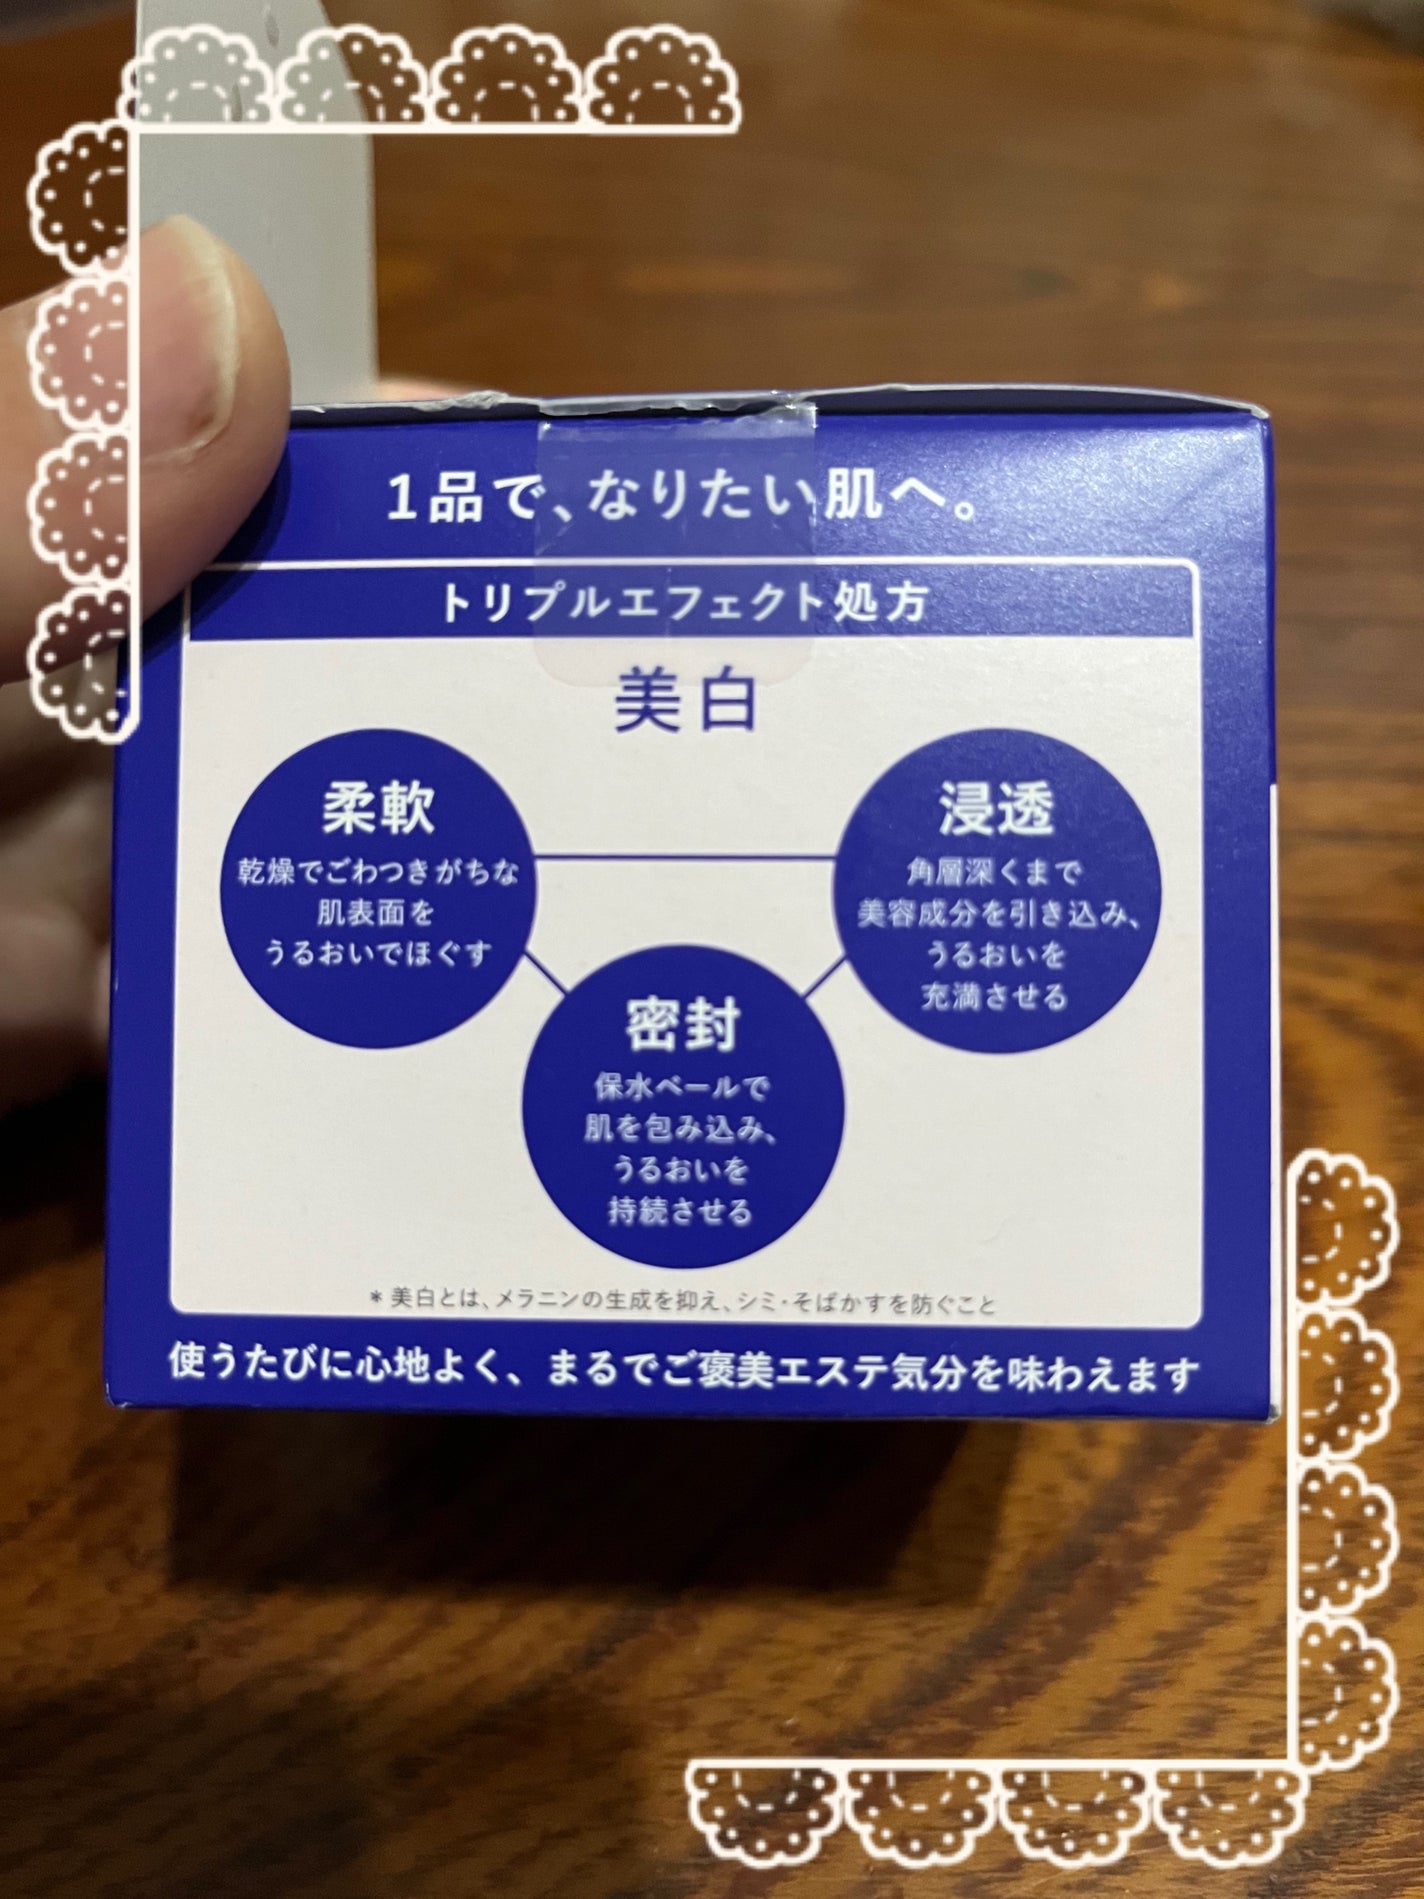 1品で、なりたい肌へ。
トリプルエフェクト処方
美白
柔軟
乾燥でごわつきがちな
肌表面を
うるおいでほぐす
浸透
角層深くまで
美容成分を引き込み、
うるおいを
充満させる
密封
保水ベールで
肌を包み込み、
うるおいを
持続させる
*美白とは、メラニンの生成を抑え、シミ・そばかすを防ぐこと
使うたびに心地よく、まるでご褒美エステ気分を味わえます